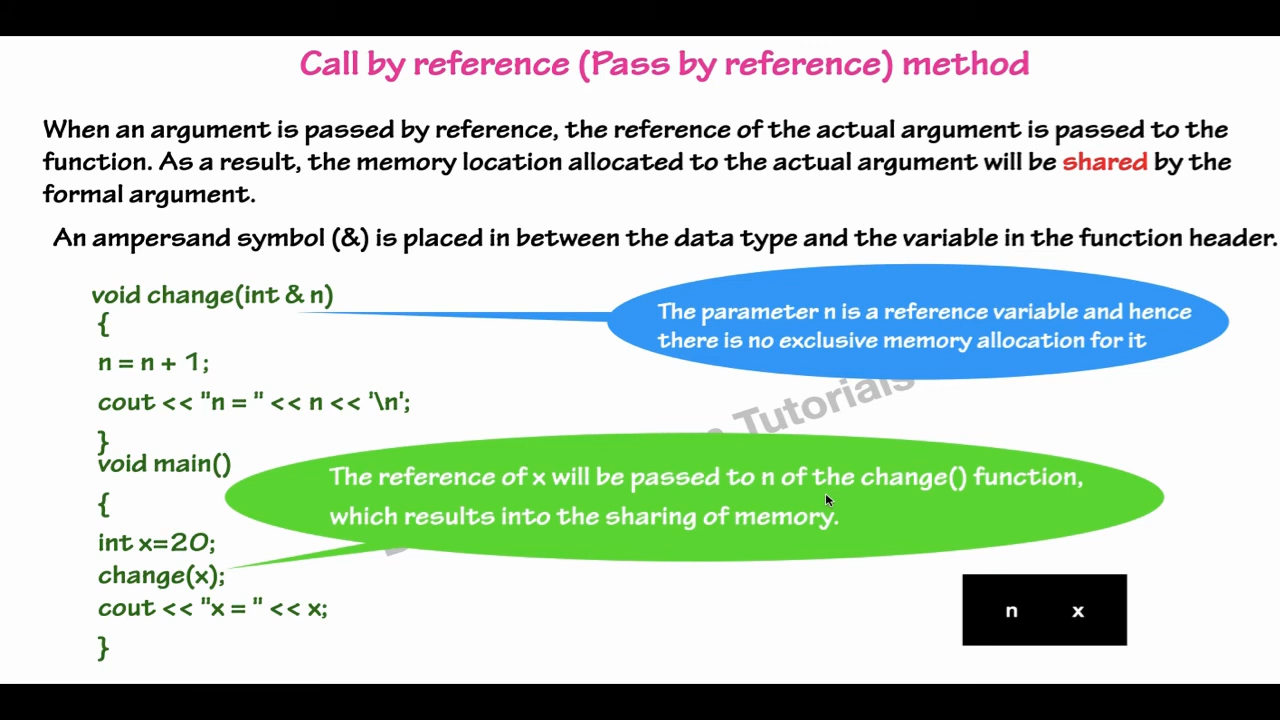 Call by reference (Pass by reference) method
When an argument is passed by reference, the reference of the actual argument is passed to the
function. As a result, the memory location allocated to the actual argument will be shared by the
formal argument.
An ampersand symbol (&) is placed in between the data type and the variable in the function header.
void change(int & n)
{
The parameter n is a reference variable and hence
there is no exclusive memory allocation for it
n = n + 1;
cout << "n = " << n << '\n';
Tutorials
}
void main()
The reference of x will be passed to n of the change() function,
which results into the sharing of memory.
{
int x=20;
change(x);
cout << "x = " << x;
}
n x